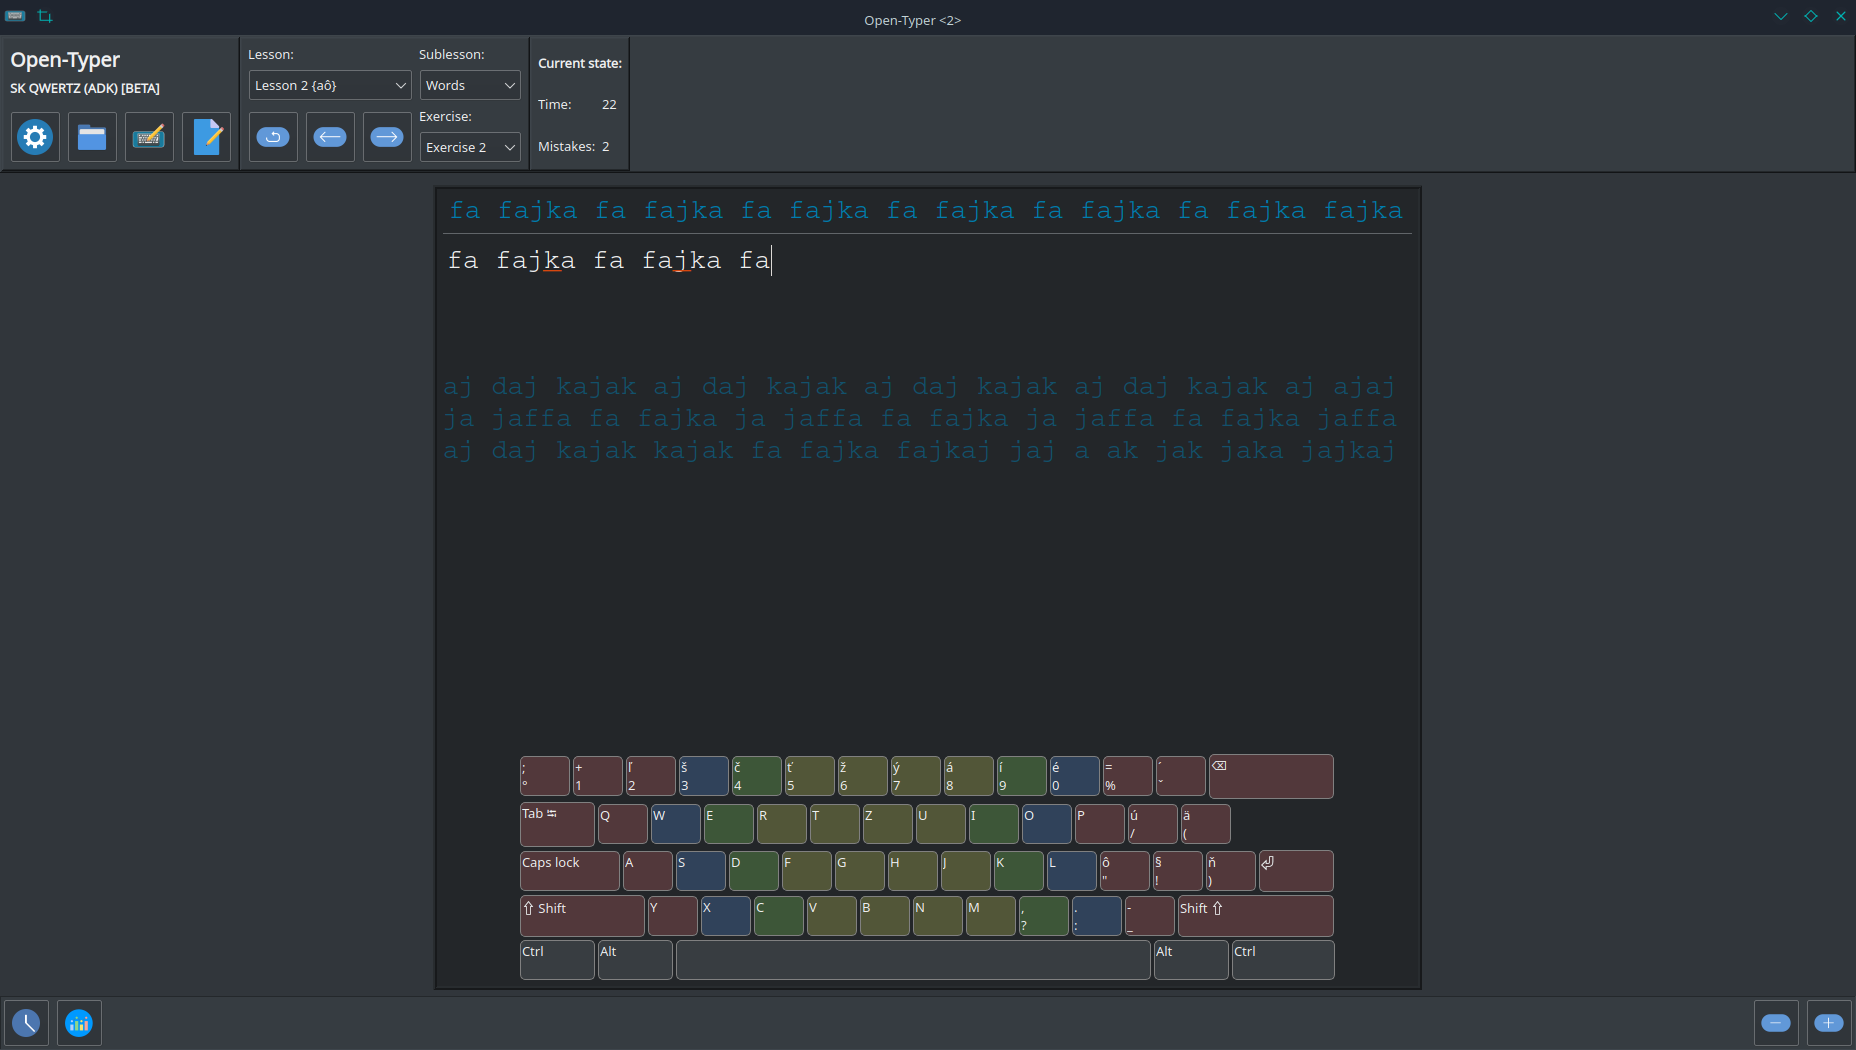 Open-Typer <2>
Open-Typer
SK QWERTZ (ADK) [BETA]
Lesson:
Lesson 2 {aô}
Sublesson:
Words
Exercise:
Exercise 2
Current state:
Time: 22
Mistakes: 2
fa fajka fa fajka fa fajka fa fajka fa fajka fa fajka fajka
fa fajka fa fajka fa
aj daj kajak aj daj kajak aj daj kajak aj daj kajak aj ajaj
ja jaffa fa fajka ja jaffa fa fajka ja jaffa fa fajka jaffa
aj daj kajak kajak fa fajka fajkaj jaj a ak jak jaka jajkaj
; + ľ š č ť ž ý á í é = ´ ⌫
° 1 2 3 4 5 6 7 8 9 0 % ˇ
Tab ↹ Q W E R T Z U I O P ú ä
/ (
Caps lock A S D F G H J K L ô § ň ⏎
" ! )
⇧ Shift Y X C V B N M , . - Shift ⇧
? : _
Ctrl Alt Alt Ctrl